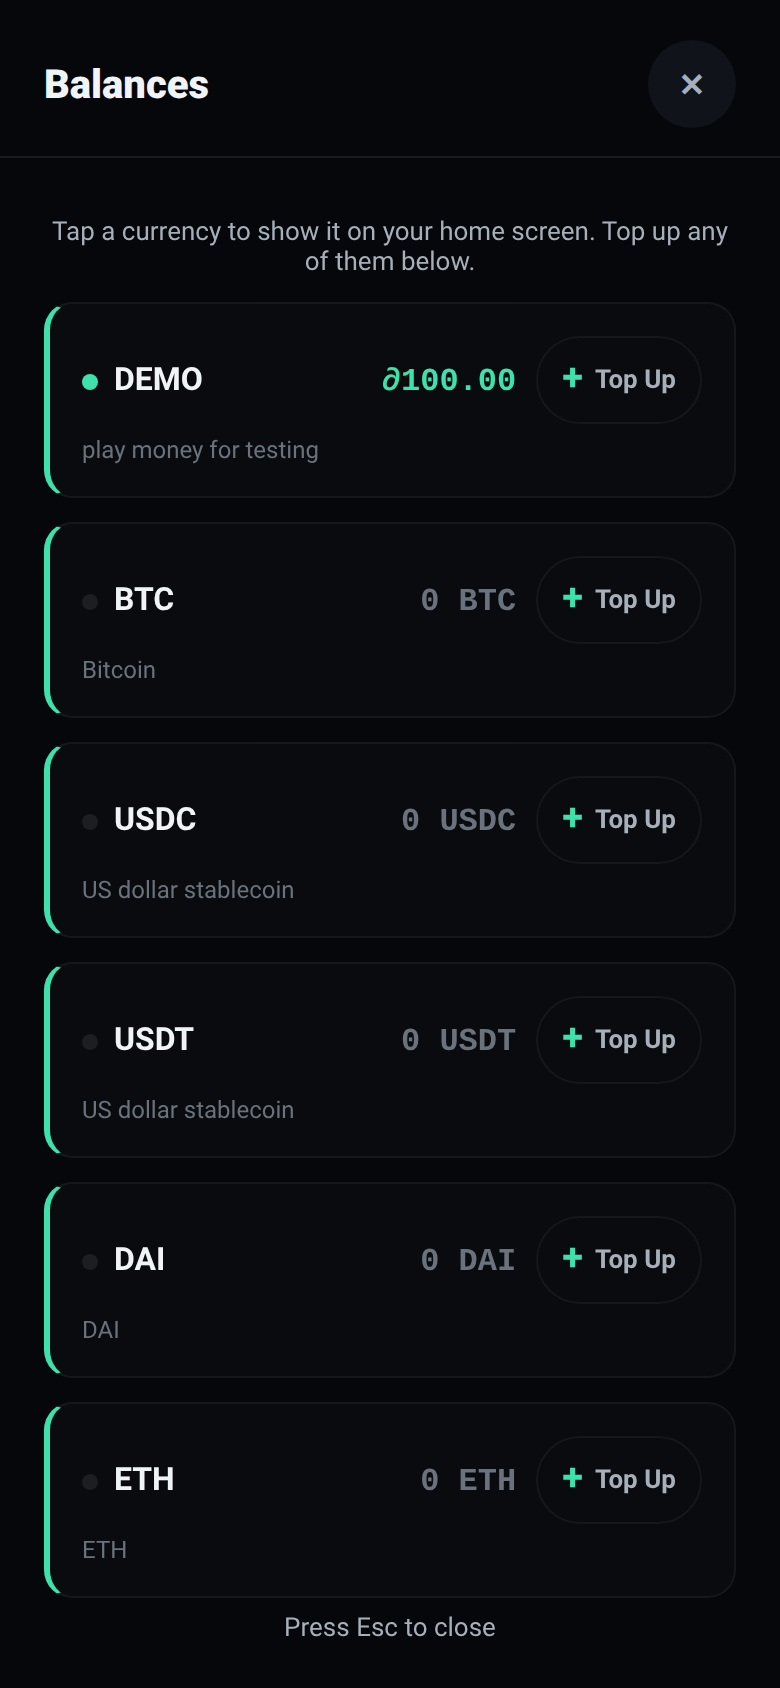 Balances
×
Tap a currency to show it on your home screen. Top up any
of them below.
DEMO ∂100.00 + Top Up
play money for testing
BTC 0 BTC + Top Up
Bitcoin
USDC 0 USDC + Top Up
US dollar stablecoin
USDT 0 USDT + Top Up
US dollar stablecoin
DAI 0 DAI + Top Up
DAI
ETH 0 ETH + Top Up
ETH
Press Esc to close